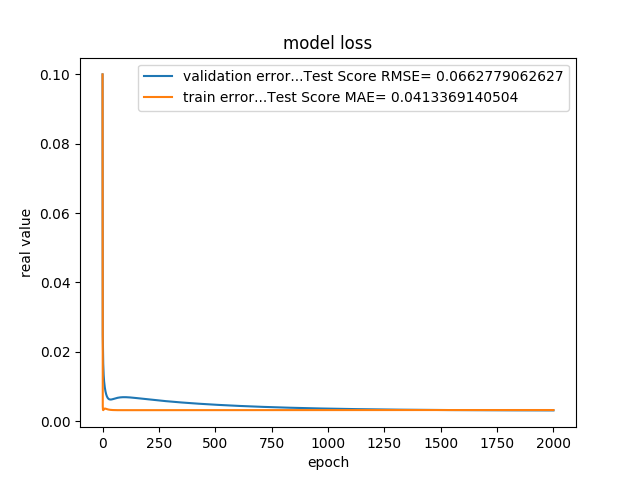 model loss
validation error...Test Score RMSE= 0.0662779062627
train error...Test Score MAE= 0.0413369140504
0.10
0.08
0.06
0.04
0.02
0.00
real value
0 250 500 750 1000 1250 1500 1750 2000
epoch